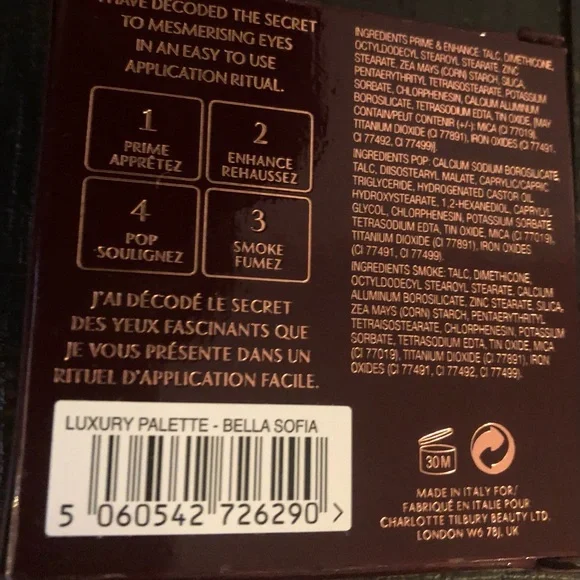 I HAVE DECODED THE SECRET
TO MESMERISING EYES
IN AN EASY TO USE
APPLICATION RITUAL.
1
PRIME
APPRÊTEZ
2
ENHANCE
REHAUSSEZ
4
POP
SOULIGNEZ
3
SMOKE
FUMEZ
J'AI DÉCODÉ LE SECRET
DES YEUX FASCINANTS QUE
JE VOUS PRÉSENTE DANS UN
RITUEL D'APPLICATION FACILE.
LUXURY PALETTE - BELLA SOFIA
5 060542 726290 >
INGREDIENTS PRIME & ENHANCE: TALC, DIMETHICONE,
OCTYLDODECYL STEAROYL STEARATE, ZINC
STEARATE, ZEA MAYS (CORN) STARCH, SILICA,
PENTAERYTHRITYL TETRAISOSTEARATE, POTASSIUM
SORBATE, CHLORPHENESIN, CALCIUM ALUMINUM
BOROSILICATE, TETRASODIUM EDTA, TIN OXIDE, [MAY
CONTAIN/PEUT CONTENIR (+/-): MICA (CI 77019),
TITANIUM DIOXIDE (CI 77891), IRON OXIDES (CI 77491,
CI 77492, CI 77499)]
INGREDIENTS POP: CALCIUM SODIUM BOROSILICATE,
TALC, DIISOSTEARYL MALATE, CAPRYLIC/CAPRIC
TRIGLYCERIDE, HYDROGENATED CASTOR OIL
HYDROXYSTEARATE, 1,2-HEXANEDIOL, CAPRYLYL
GLYCOL, CHLORPHENESIN, POTASSIUM SORBATE,
TETRASODIUM EDTA, TIN OXIDE, MICA (CI 77019),
TITANIUM DIOXIDE (CI 77891), IRON OXIDES
(CI 77491, CI 77499).
INGREDIENTS SMOKE: TALC, DIMETHICONE,
OCTYLDODECYL STEAROYL STEARATE, CALCIUM
ALUMINUM BOROSILICATE, ZINC STEARATE, SILICA,
ZEA MAYS (CORN) STARCH, PENTAERYTHRITYL
TETRAISOSTEARATE, CHLORPHENESIN, POTASSIUM
SORBATE, TETRASODIUM EDTA, TIN OXIDE, MICA
(CI 77019), TITANIUM DIOXIDE (CI 77891), IRON
OXIDES (CI 77491, CI 77492, CI 77499).
30M
MADE IN ITALY FOR/
FABRIQUÉ EN ITALIE POUR
CHARLOTTE TILBURY BEAUTY LTD.
LONDON W6 78J, UK